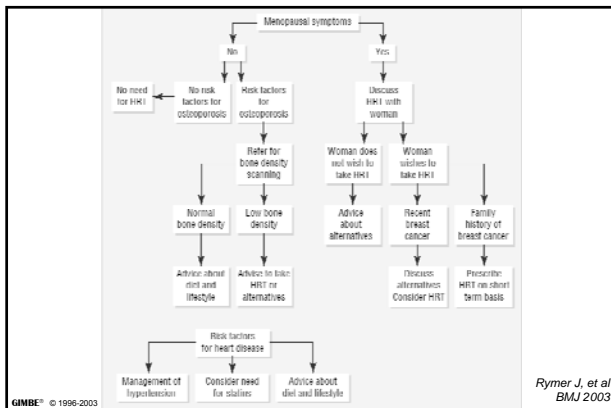 Menopausal symptoms
No
Yes
No need
for HRT
No risk
factors for
osteoporosis
Risk factors
for
osteoporosis
Discuss
HRT with
woman
Refer for
bone density
scanning
Woman does
not wish to
take HRT
Woman
wishes to
take HRT
Normal
bone density
Low bone
density
Advice
about
alternatives
Recent
breast
cancer
Family
history of
breast cancer
Advice about
diet and
lifestyle
Advise to take
HRT or
alternatives
Discuss
alternatives
Consider HRT
Prescribe
HRT on short
term basis
Risk factors
for heart disease
Management of
hypertension
Consider need
for statins
Advice about
diet and lifestyle
GIMBE® © 1996-2003
Rymer J, et al
BMJ 2003